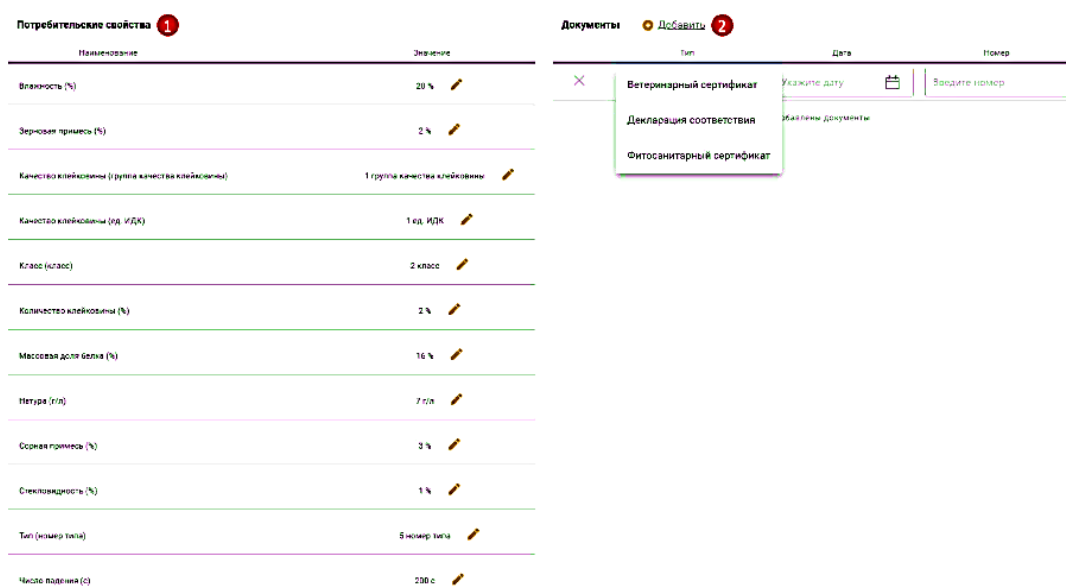 Потребительские свойства 1
Наименование Значение
Влажность (%) 20 %
Зерновая примесь (%) 2 %
Качество клейковины (группа качества клейковины) 1 группа качества клейковины
Качество клейковины (ед. ИДК) 1 ед. ИДК
Класс (класс) 2 класс
Количество клейковины (%) 2 %
Массовая доля белка (%) 16 %
Натура (г/л) 7 г/л
Сорная примесь (%) 3 %
Стекловидность (%) 1 %
Тип (номер типа) 5 номер типа
Число падения (с) 200 с
Документы Добавить 2
Тип Дата Номер
Ветеринарный сертификат Укажите дату Введите номер
Декларация соответствия документы
Фитосанитарный сертификат